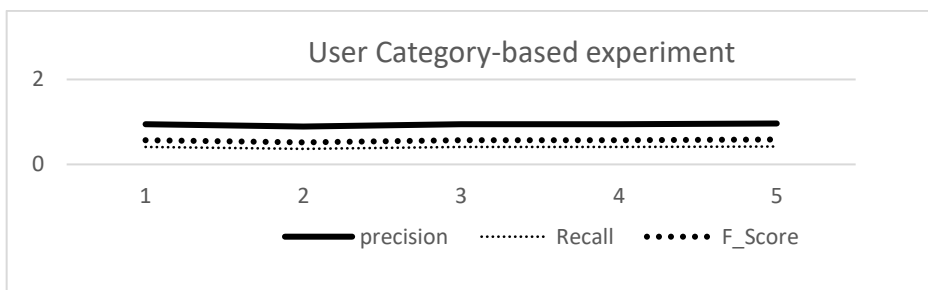 User Category-based experiment
2
0
1 2 3 4 5
precision Recall F_Score